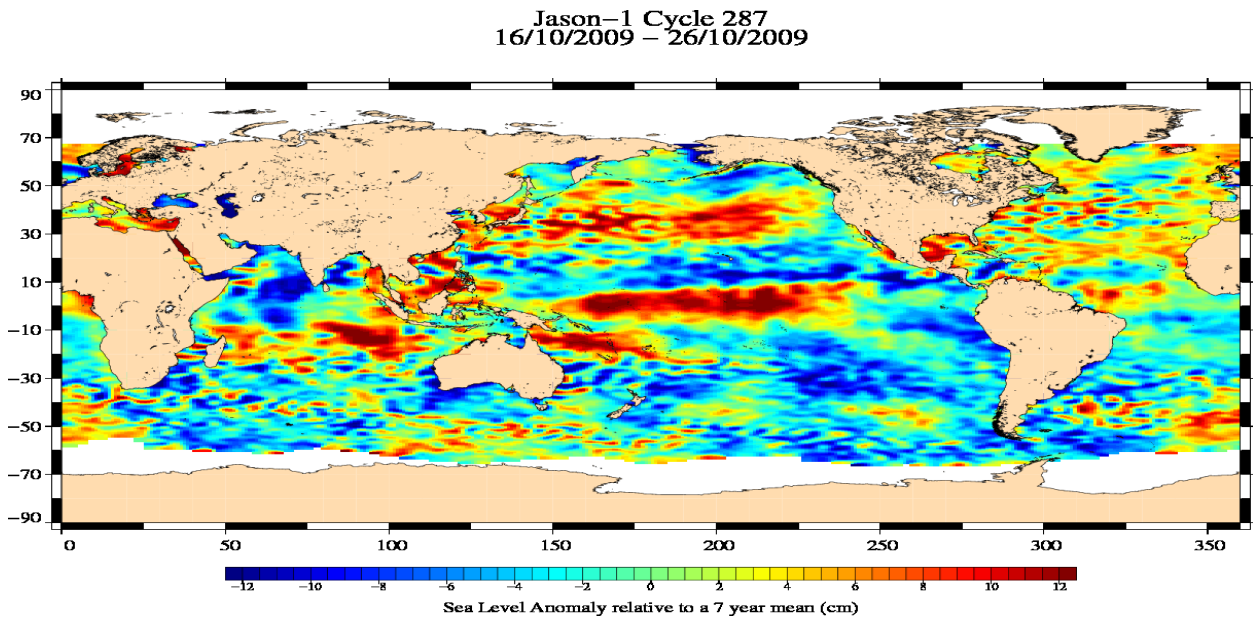 Jason−1 Cycle 287
16/10/2009 − 26/10/2009
90
70
50
30
10
−10
−30
−50
−70
−90
0 50 100 150 200 250 300 350
−12 −10 −8 −6 −4 −2 0 2 4 6 8 10 12
Sea Level Anomaly relative to a 7 year mean (cm)